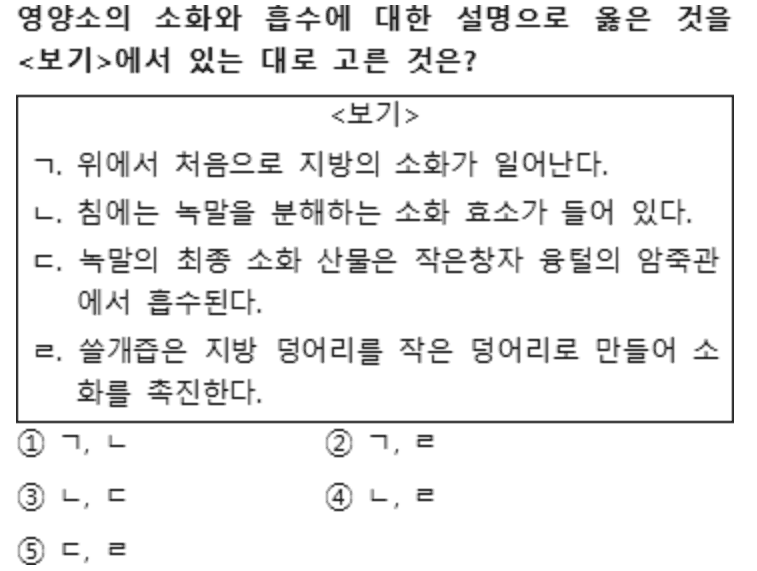 영양소의 소화와 흡수에 대한 설명으로 옳은 것을
<보기>에서 있는 대로 고른 것은?
<보기>
ㄱ. 위에서 처음으로 지방의 소화가 일어난다.
ㄴ. 침에는 녹말을 분해하는 소화 효소가 들어 있다.
ㄷ. 녹말의 최종 소화 산물은 작은창자 융털의 암죽관
에서 흡수된다.
ㄹ. 쓸개즙은 지방 덩어리를 작은 덩어리로 만들어 소
화를 촉진한다.
① ㄱ, ㄴ ② ㄱ, ㄹ
③ ㄴ, ㄷ ④ ㄴ, ㄹ
⑤ ㄷ, ㄹ